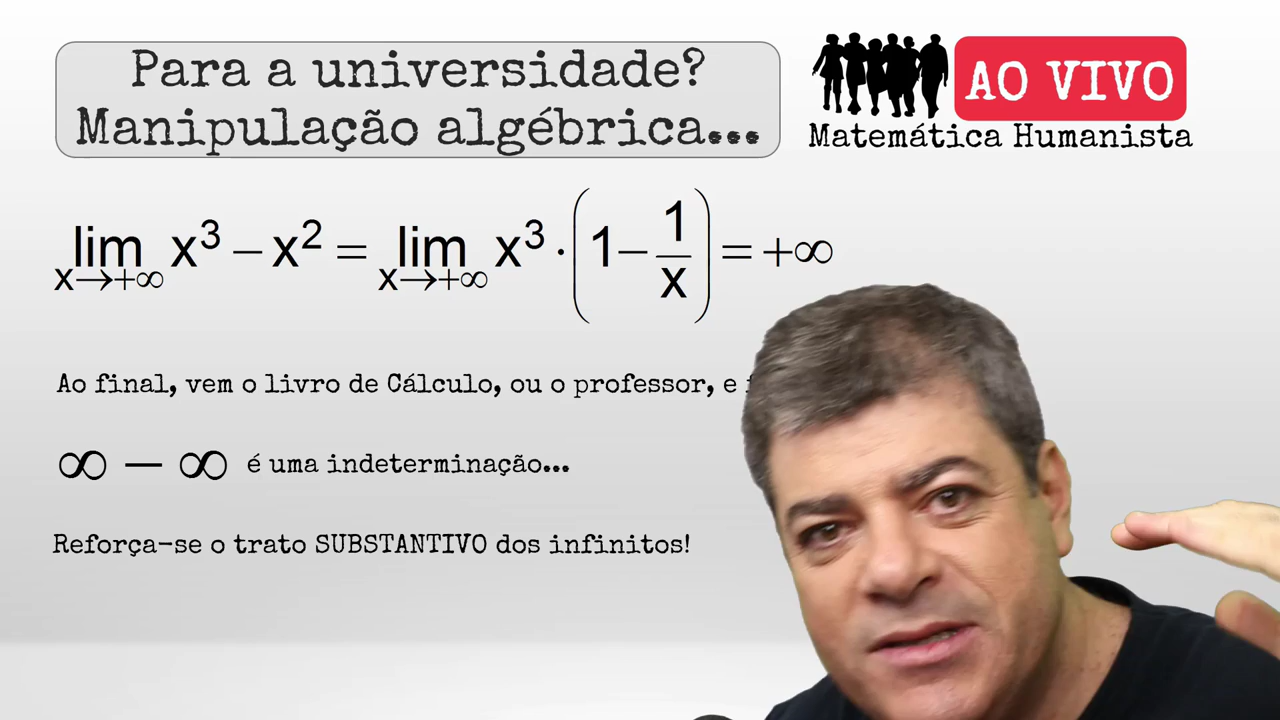 Para a universidade?
Manipulação algébrica...
AO VIVO
Matemática Humanista
lim x→+∞ x³ − x² = lim x→+∞ x³ · (1 − 1/x) = +∞
Ao final, vem o livro de Cálculo, ou o professor, e
∞ − ∞ é uma indeterminação...
Reforça-se o trato SUBSTANTIVO dos infinitos!